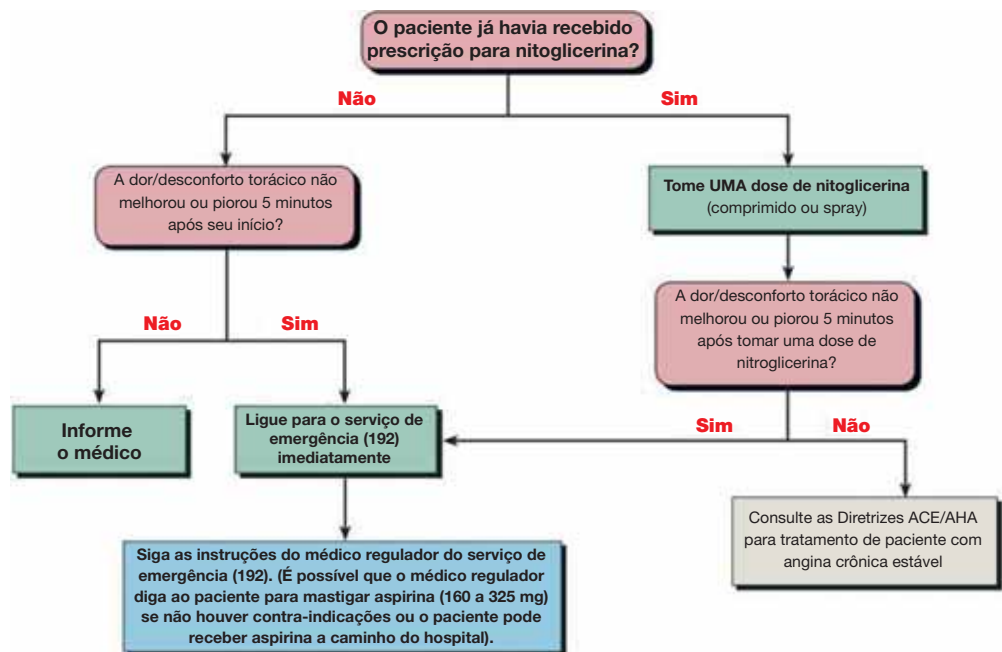 O paciente já havia recebido
prescrição para nitoglicerina?
Não
Sim
A dor/desconforto torácico não
melhorou ou piorou 5 minutos
após seu início?
Tome UMA dose de nitoglicerina
(comprimido ou spray)
A dor/desconforto torácico não
melhorou ou piorou 5 minutos
após tomar uma dose de
nitroglicerina?
Não
Sim
Informe
o médico
Ligue para o serviço de
emergência (192)
imediatamente
Sim
Não
Consulte as Diretrizes ACE/AHA
para tratamento de paciente com
angina crônica estável
Siga as instruções do médico regulador do serviço de
emergência (192). (É possível que o médico regulador
diga ao paciente para mastigar aspirina (160 a 325 mg)
se não houver contra-indicações ou o paciente pode
receber aspirina a caminho do hospital).